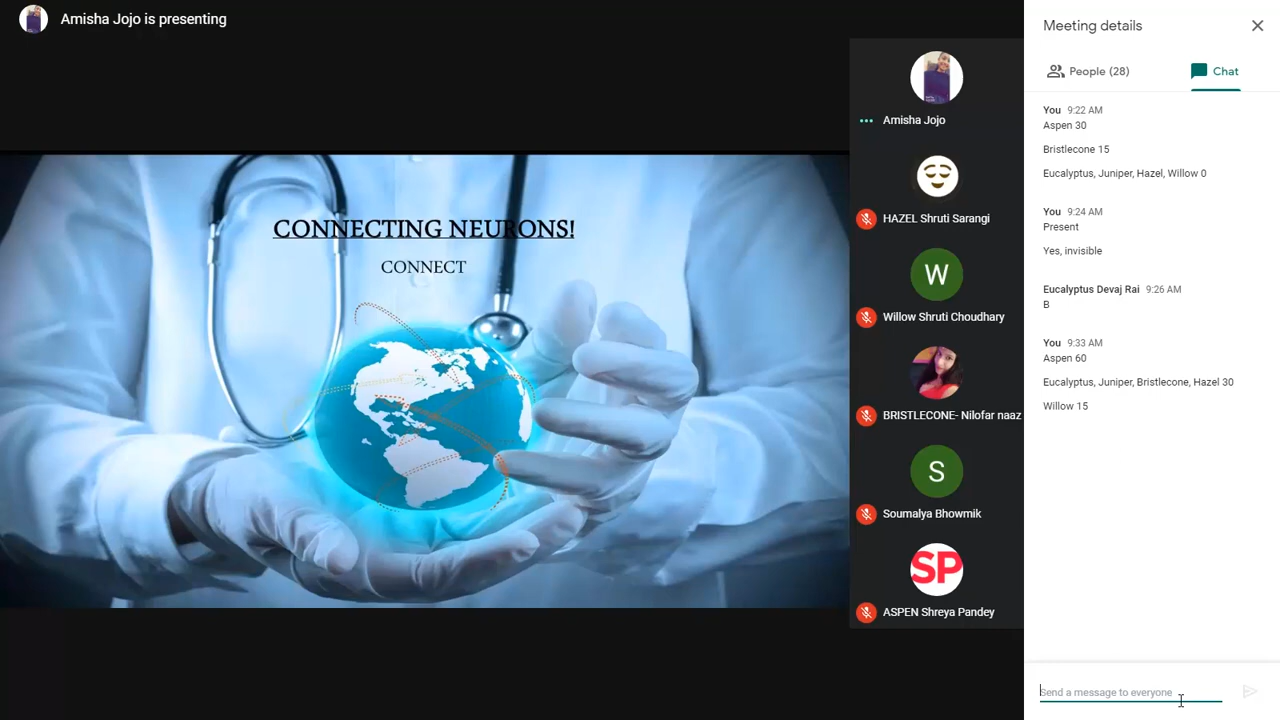 Amisha Jojo is presenting
CONNECTING NEURONS!
CONNECT
Amisha Jojo
HAZEL Shruti Sarangi
W
Willow Shruti Choudhary
BRISTLECONE- Nilofar naaz
S
Soumalya Bhowmik
SP
ASPEN Shreya Pandey
Meeting details
People (28)
Chat
You 9:22 AM
Aspen 30
Bristlecone 15
Eucalyptus, Juniper, Hazel, Willow 0
You 9:24 AM
Present
Yes, invisible
Eucalyptus Devaj Rai 9:26 AM
B
You 9:33 AM
Aspen 60
Eucalyptus, Juniper, Bristlecone, Hazel 30
Willow 15
Send a message to everyone